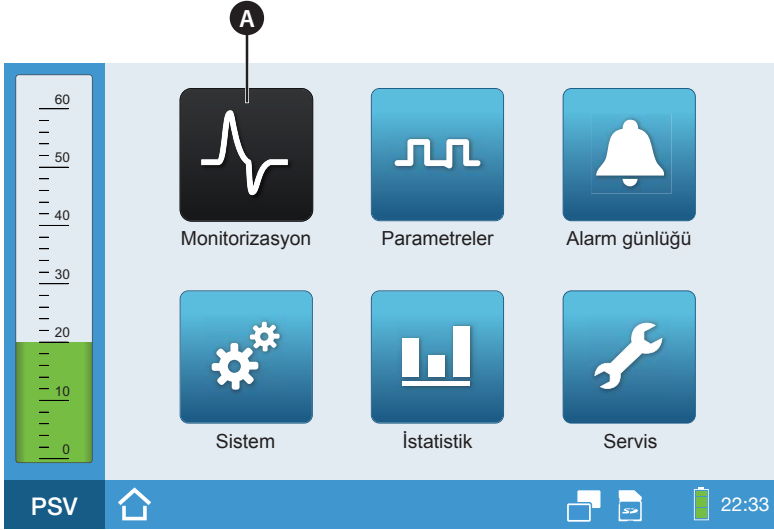 A
60
50
40
30
20
10
0
Monitorizasyon
Parametreler
Alarm günlüğü
Sistem
İstatistik
Servis
PSV
22:33